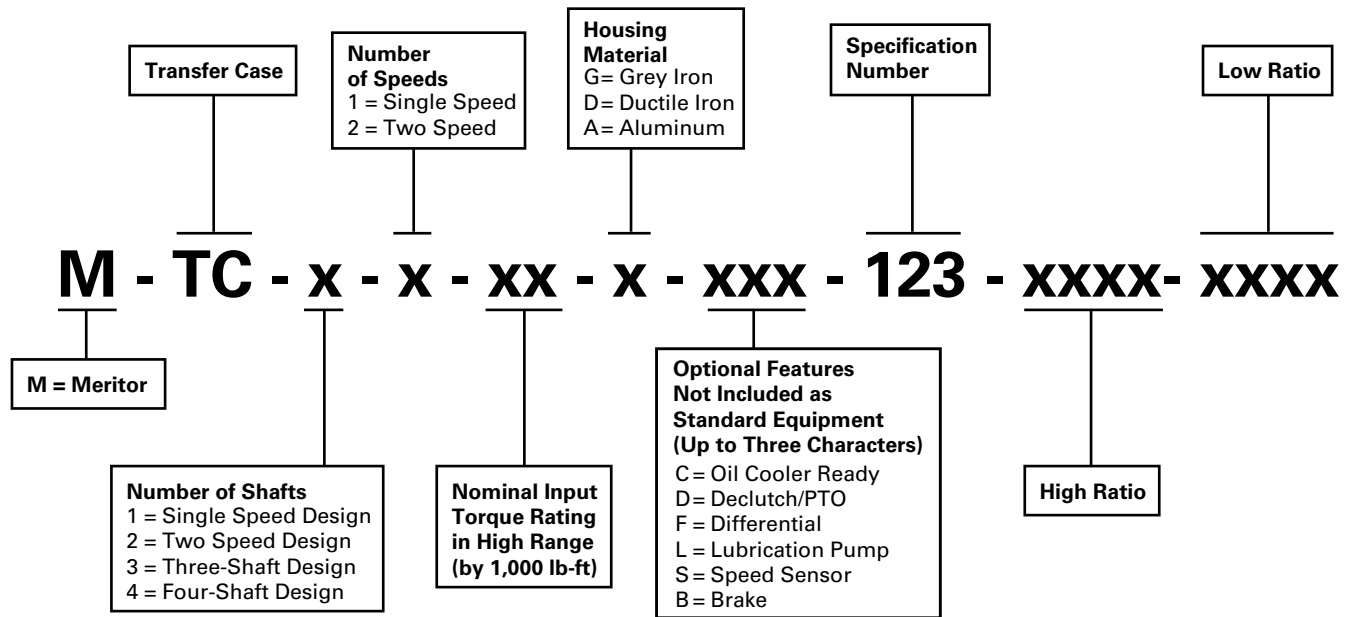 Transfer Case
Number
of Speeds
1 = Single Speed
2 = Two Speed
Housing
Material
G= Grey Iron
D= Ductile Iron
A= Aluminum
Specification
Number
Low Ratio
M - TC - x - x - xx - x - xxx - 123 - xxxx- xxxx
M = Meritor
Number of Shafts
1 = Single Speed Design
2 = Two Speed Design
3 = Three-Shaft Design
4 = Four-Shaft Design
Nominal Input
Torque Rating
in High Range
(by 1,000 lb-ft)
Optional Features
Not Included as
Standard Equipment
(Up to Three Characters)
C = Oil Cooler Ready
D = Declutch/PTO
F = Differential
L = Lubrication Pump
S = Speed Sensor
B = Brake
High Ratio